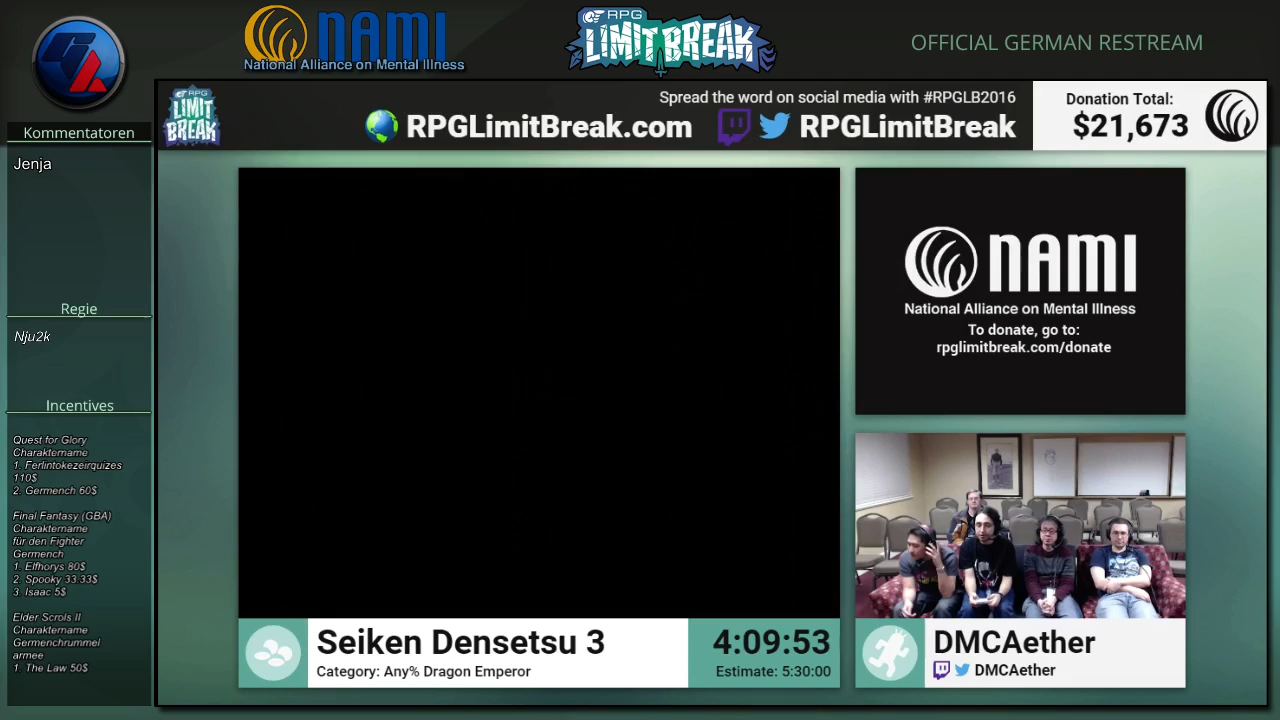 NAMI
National Alliance on Mental Illness
RPG
LIMIT BREAK
OFFICIAL GERMAN RESTREAM
RPG
LIMIT
BREAK
Spread the word on social media with #RPGLB2016
RPGLimitBreak.com
RPGLimitBreak
Donation Total:
$21,673
Kommentatoren
Jenja
Regie
Nju2k
Incentives
Quest for Glory
Charaktername
1. Ferlintokezeirquizes
110$
2. Germench 60$
Final Fantasy (GBA)
Charaktername
für den Fighter
Germench
1. Elfhorys 80$
2. Spooky 33.33$
3. Isaac 5$
Elder Scrolls II
Charaktername
Germenchrummel
armee
1. The Law 50$
NAMI
National Alliance on Mental Illness
To donate, go to:
rpglimitbreak.com/donate
Seiken Densetsu 3
Category: Any% Dragon Emperor
4:09:53
Estimate: 5:30:00
DMCAether
DMCAether